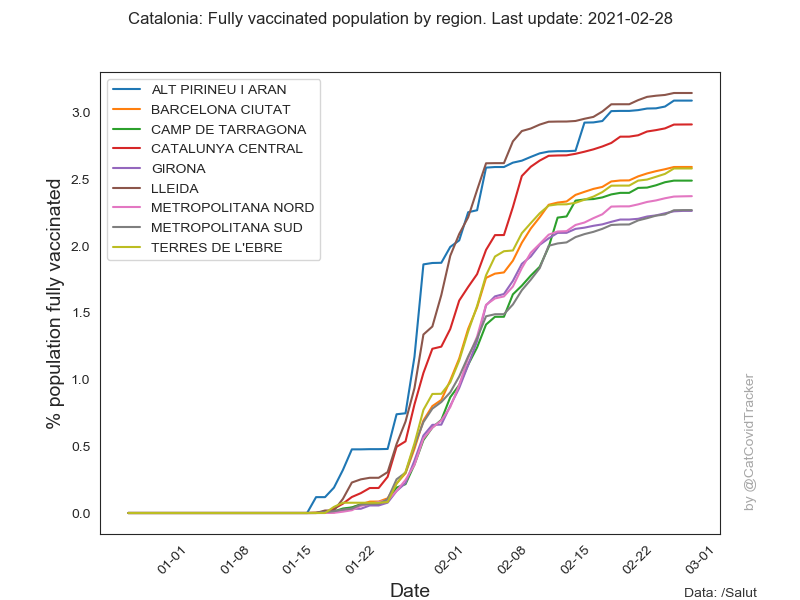 Catalonia: Fully vaccinated population by region. Last update: 2021-02-28
ALT PIRINEU I ARAN
BARCELONA CIUTAT
CAMP DE TARRAGONA
CATALUNYA CENTRAL
GIRONA
LLEIDA
METROPOLITANA NORD
METROPOLITANA SUD
TERRES DE L'EBRE
% population fully vaccinated
3.0
2.5
2.0
1.5
1.0
0.5
0.0
01-01
01-08
01-15
01-22
02-01
02-08
02-15
02-22
03-01
Date
by @CatCovidTracker
Data: /Salut